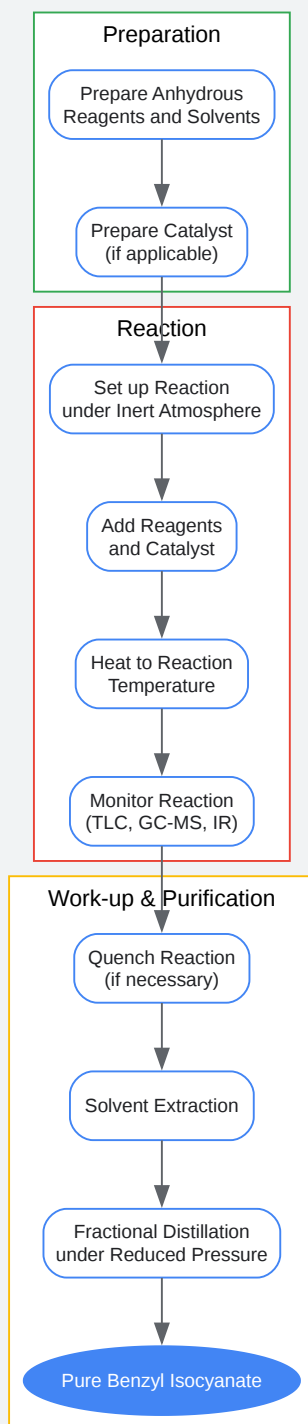 Preparation
Prepare Anhydrous
Reagents and Solvents
Prepare Catalyst
(if applicable)
Reaction
Set up Reaction
under Inert Atmosphere
Add Reagents
and Catalyst
Heat to Reaction
Temperature
Monitor Reaction
(TLC, GC-MS, IR)
Work-up & Purification
Quench Reaction
(if necessary)
Solvent Extraction
Fractional Distillation
under Reduced Pressure
Pure Benzyl Isocyanate